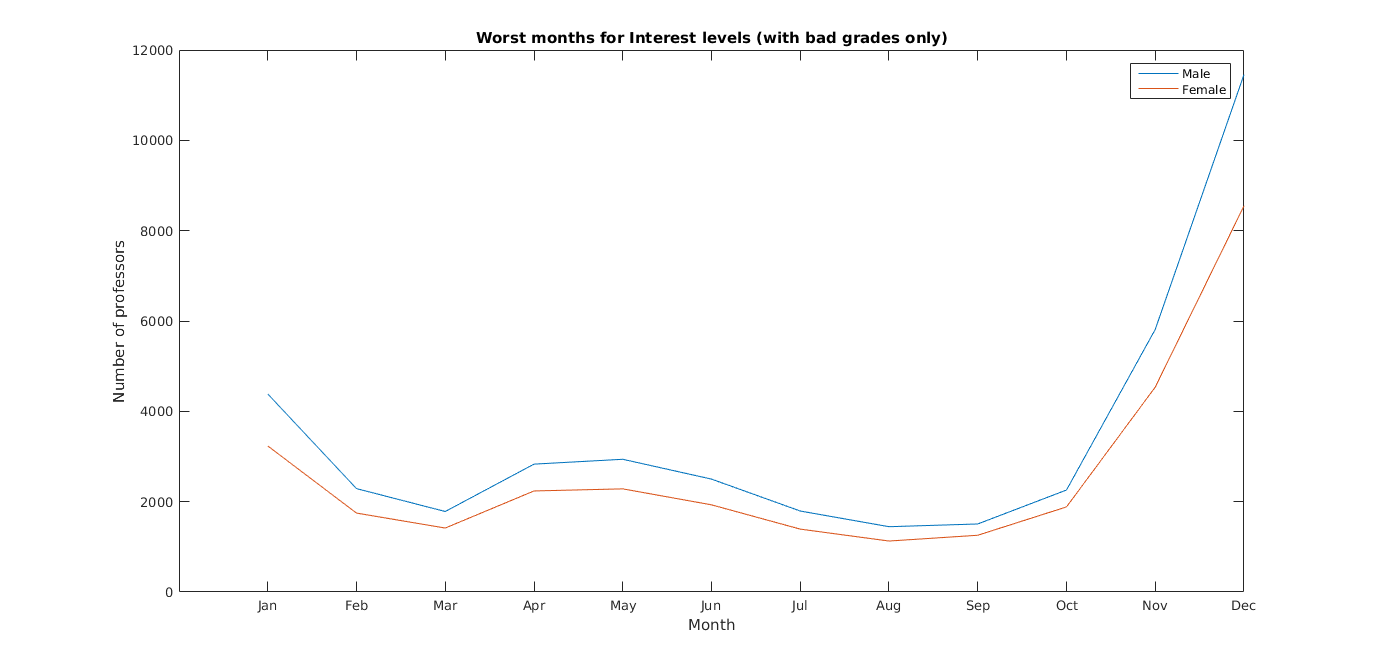 Worst months for Interest levels (with bad grades only)
12000
10000
8000
6000
4000
2000
0
Number of professors
Male
Female
Jan Feb Mar Apr May Jun Jul Aug Sep Oct Nov Dec
Month